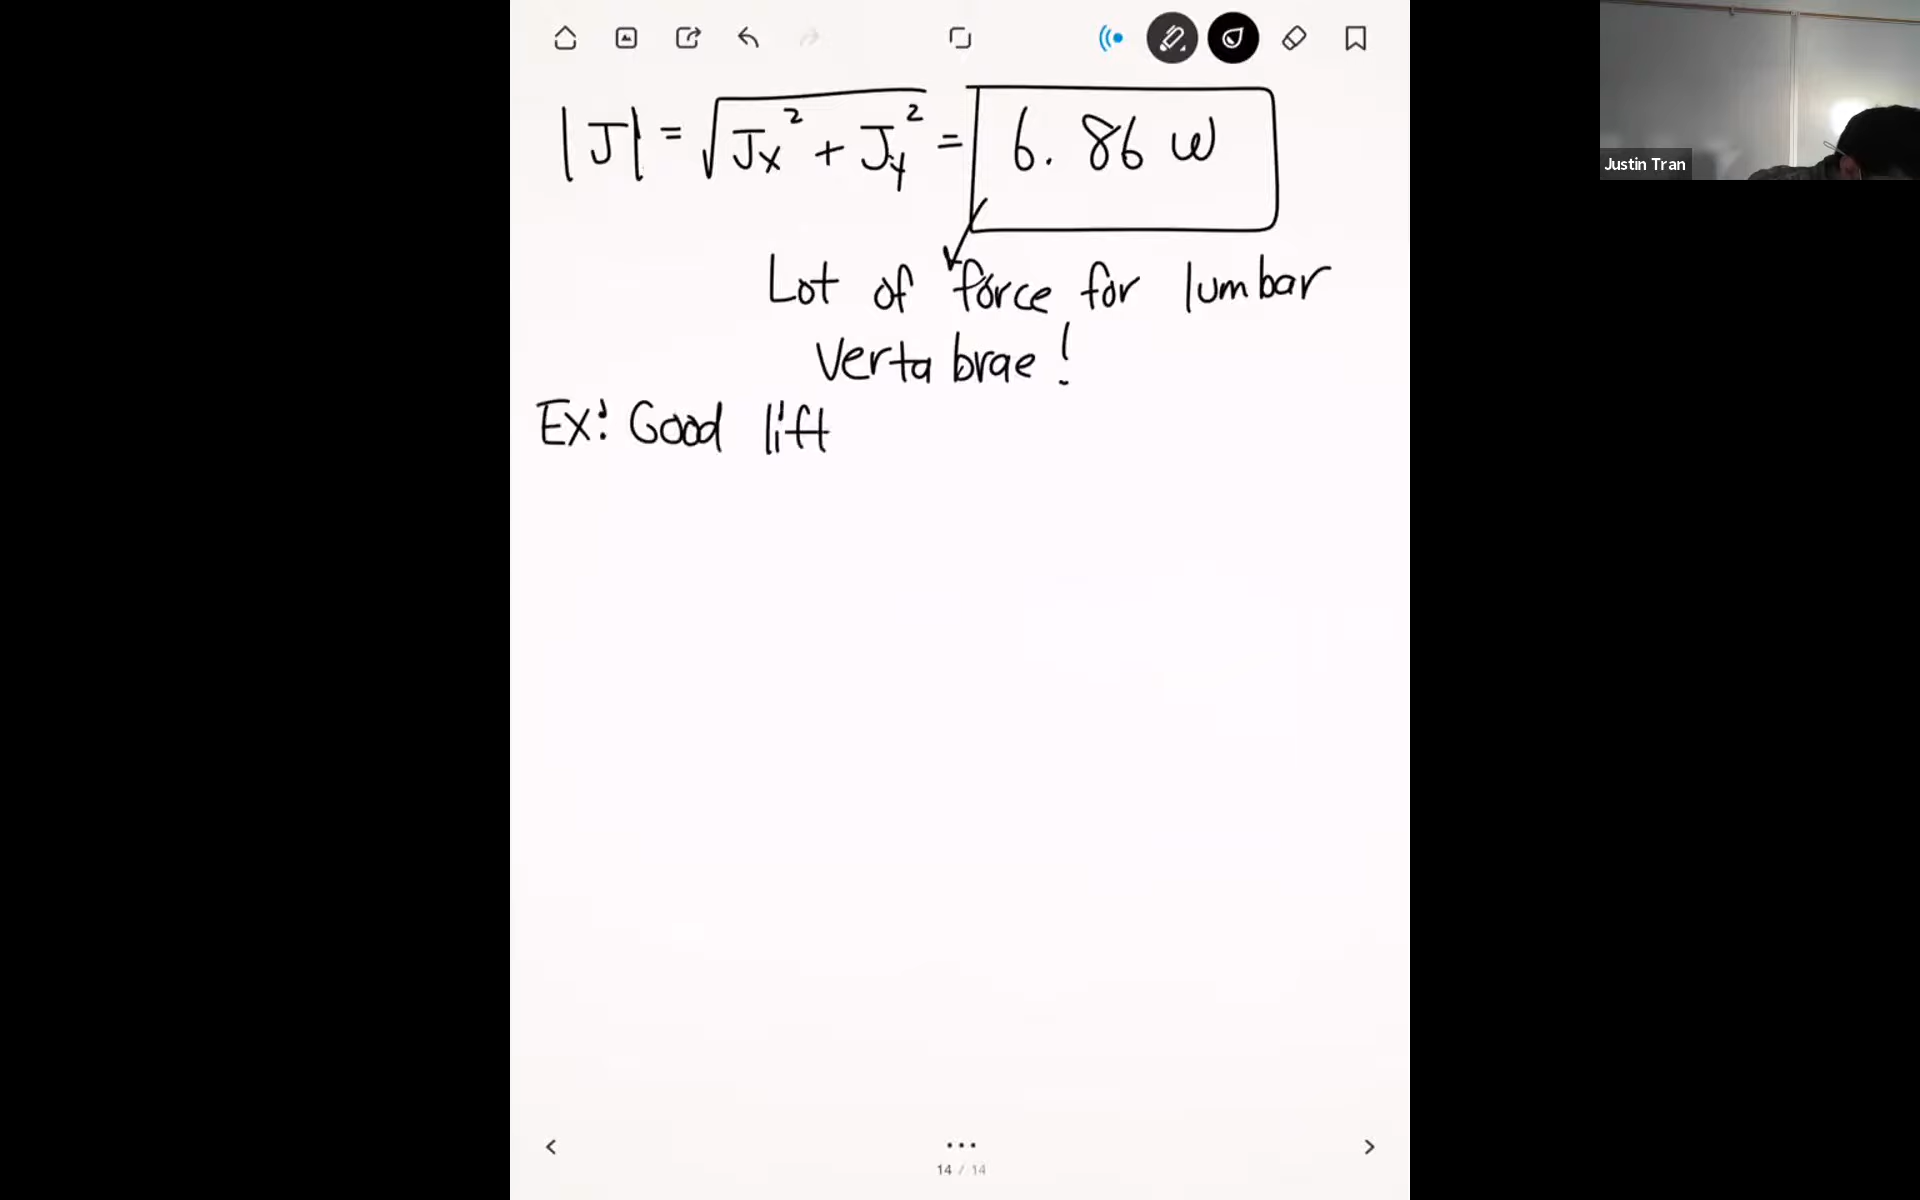 |J| = √Jx² + Jy² = 6.86 w
Lot of force for lumbar
vertabrae!
Ex: Good lift
Justin Tran
14 / 14